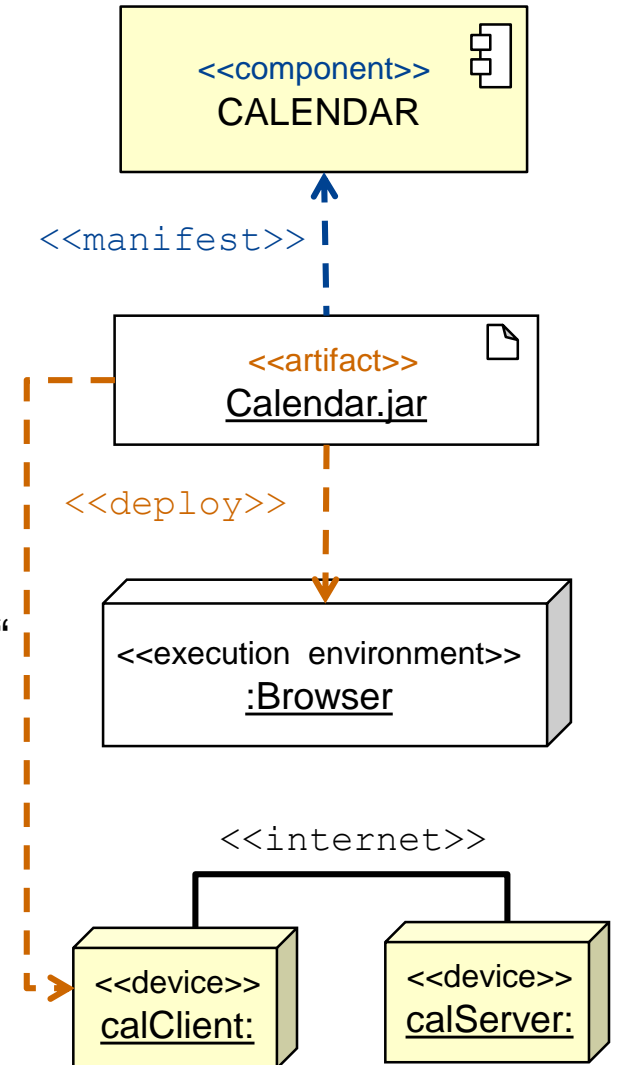 <<component>>
CALENDAR
<<manifest>>
<<artifact>>
Calendar.jar
<<deploy>>
“
<<execution environment>>
:Browser
<<internet>>
<<device>>
calClient:
<<device>>
calServer: